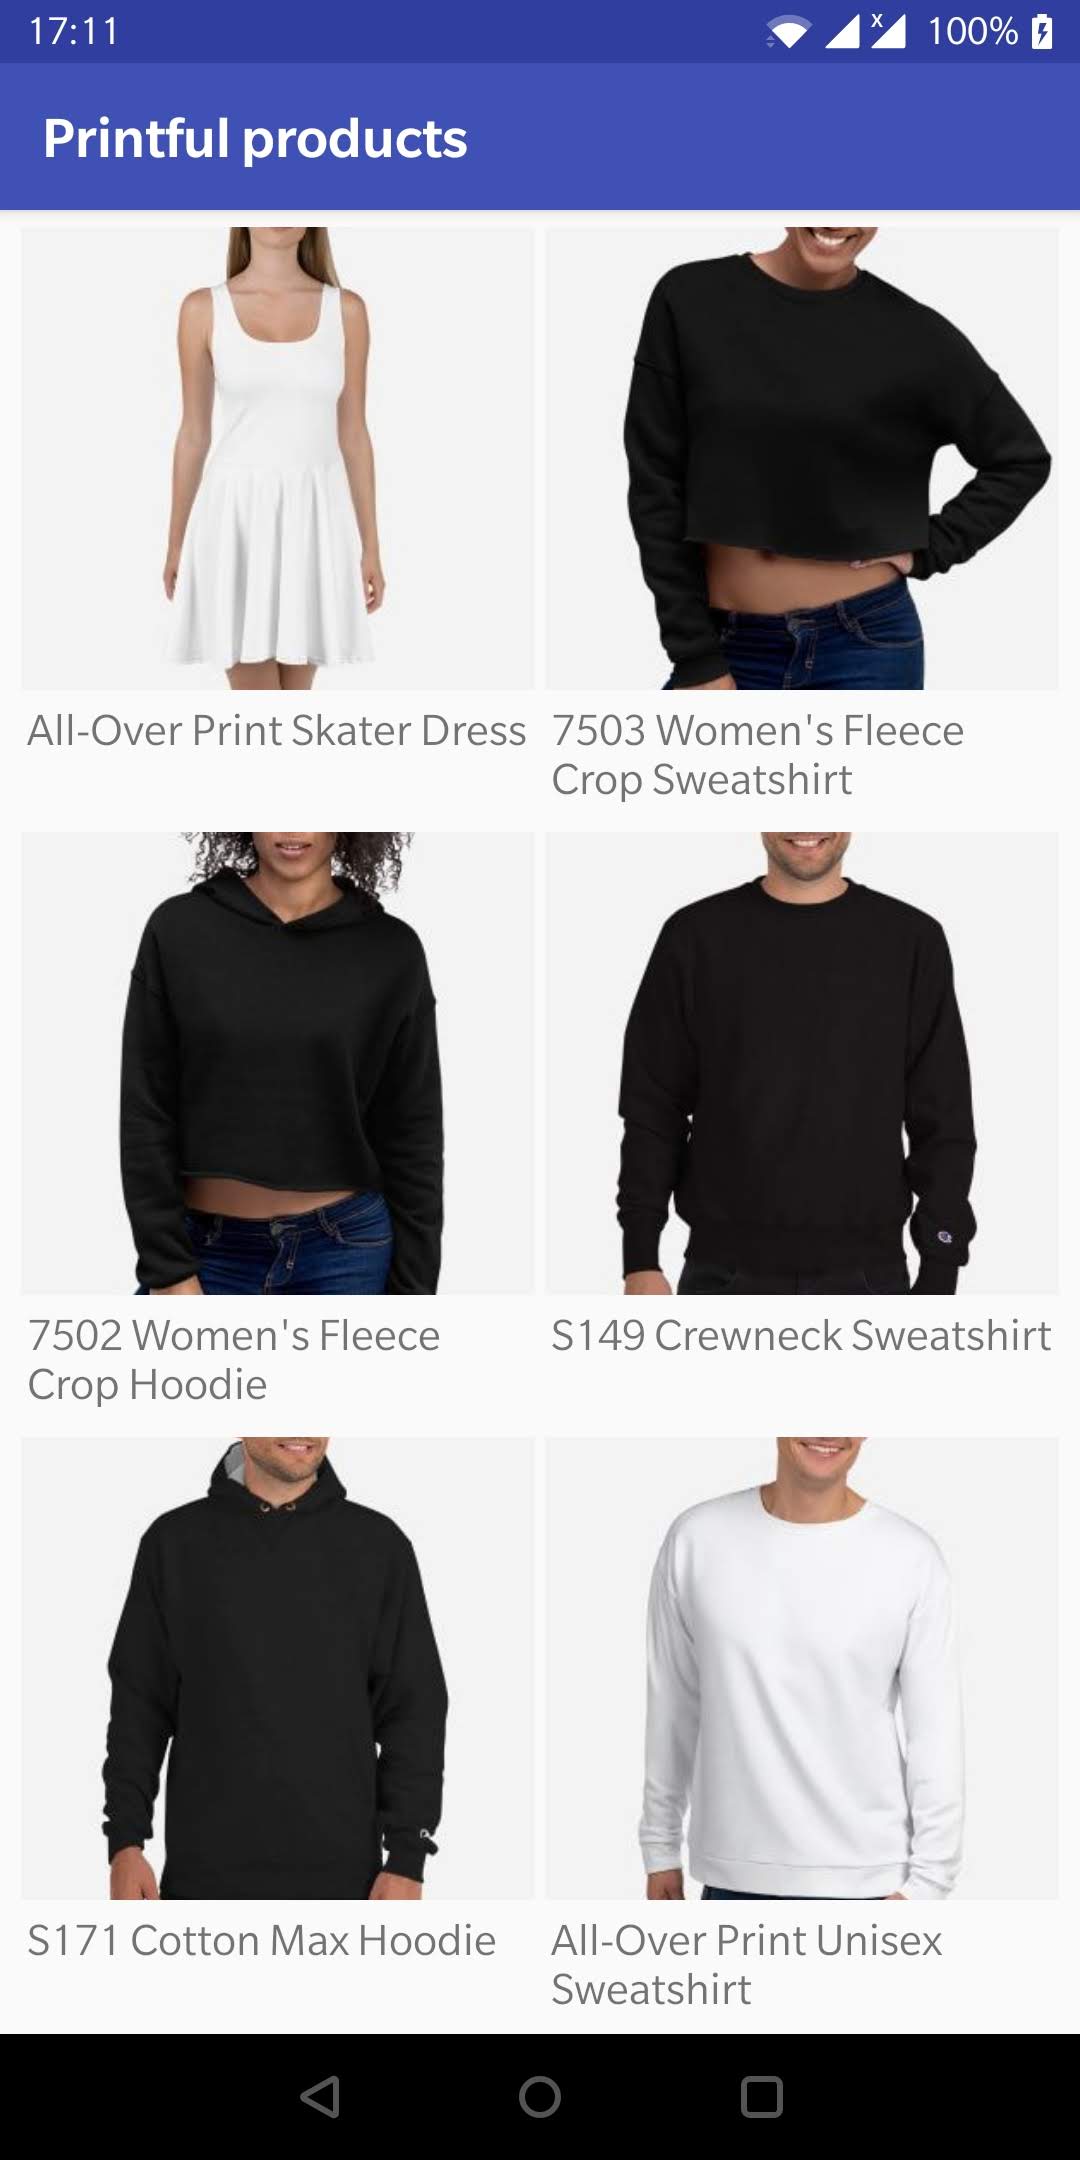 17:11
x
100%
Printful products
All-Over Print Skater Dress
7503 Women's Fleece
Crop Sweatshirt
7502 Women's Fleece
Crop Hoodie
S149 Crewneck Sweatshirt
S171 Cotton Max Hoodie
All-Over Print Unisex
Sweatshirt